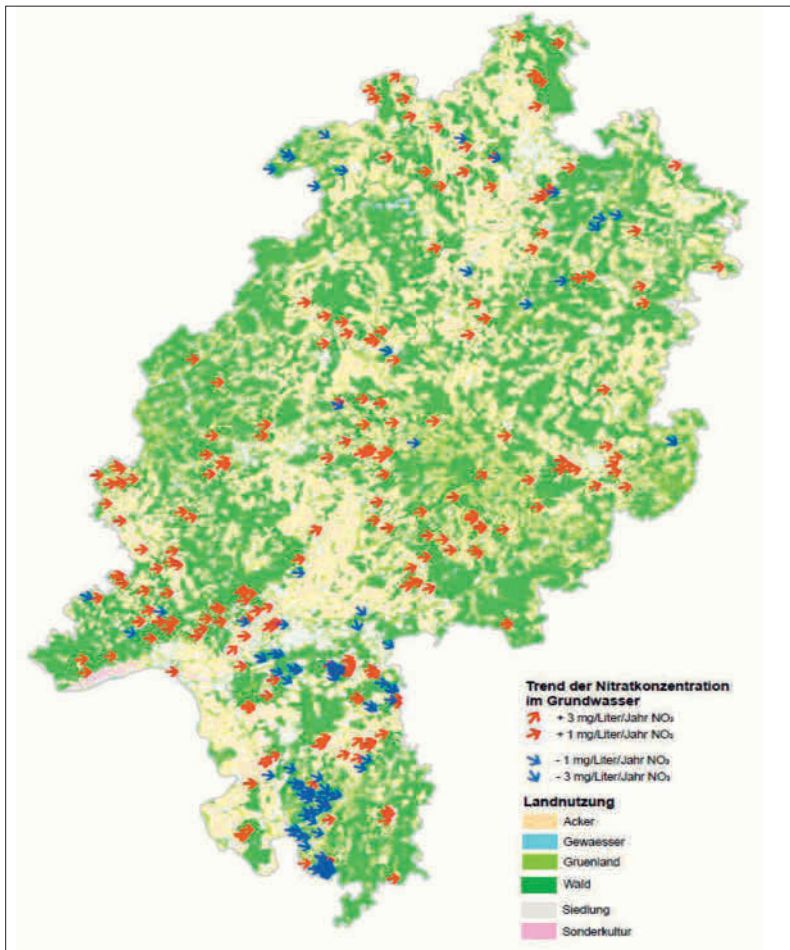 Trend der Nitratkonzentration
im Grundwasser
+ 3 mg/Liter/Jahr NO₃
+ 1 mg/Liter/Jahr NO₃
- 1 mg/Liter/Jahr NO₃
- 3 mg/Liter/Jahr NO₃
Landnutzung
Acker
Gewaesser
Gruenland
Wald
Siedlung
Sonderkultur